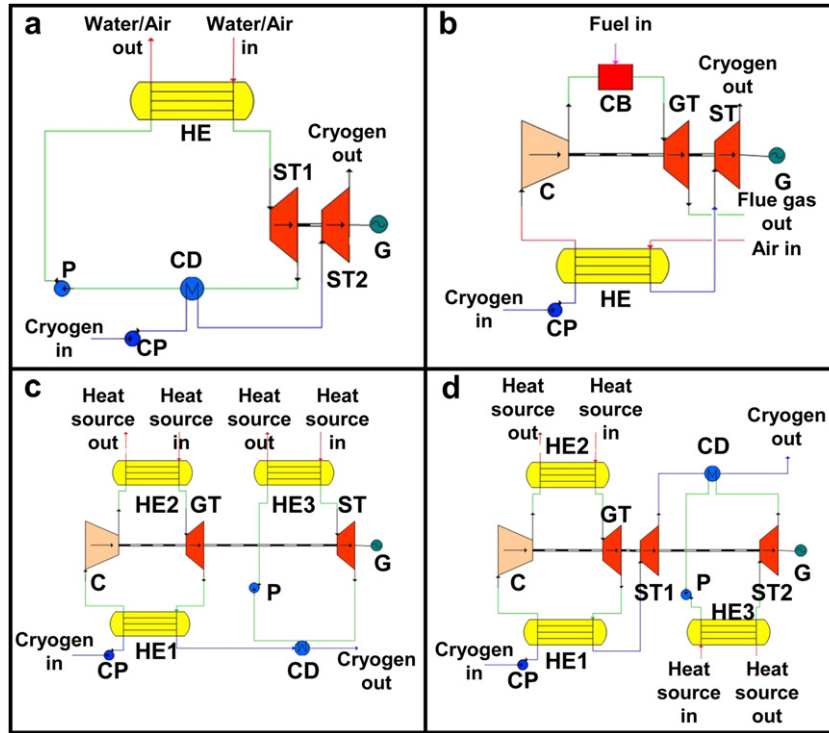 a
Water/Air
out
Water/Air
in
HE
Cryogen
out
ST1
G
ST2
CD
P
Cryogen
in
CP
b
Fuel in
CB
GT
Cryogen
out
ST
C
G
Flue gas
out
Air in
HE
Cryogen
in
CP
c
Heat
source
out
Heat
source
in
Heat
source
out
Heat
source
in
HE2
GT
HE3
ST
C
G
P
Cryogen
in
CP
HE1
CD
Cryogen
out
d
Heat
source
out
Heat
source
in
HE2
CD
Cryogen
out
GT
C
ST1
P
ST2
G
HE3
Cryogen
in
CP
HE1
Heat
source
in
Heat
source
out